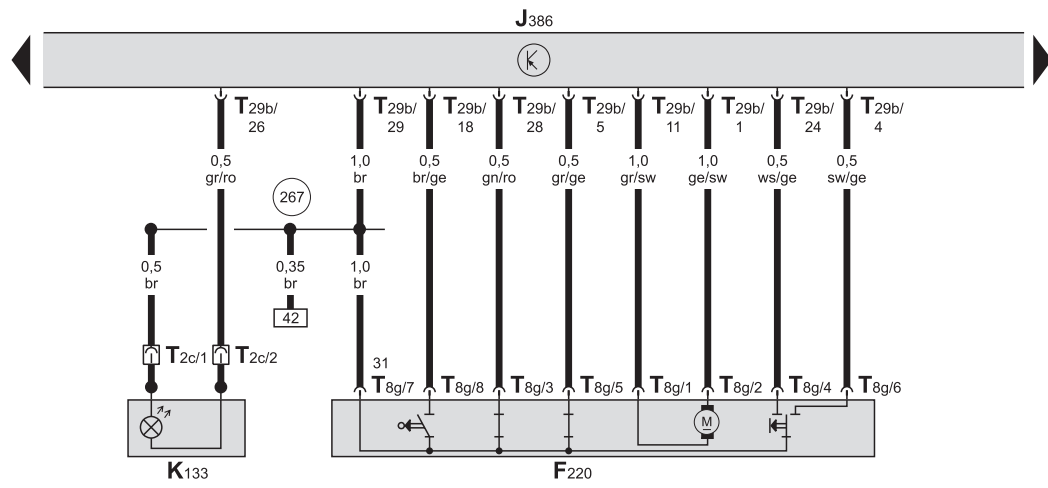 J386
T29b/26
T29b/29
T29b/18
T29b/28
T29b/5
T29b/11
T29b/1
T29b/24
T29b/4
0,5 gr/ro
1,0 br
0,5 br/ge
0,5 gn/ro
0,5 gr/ge
1,0 gr/sw
1,0 ge/sw
0,5 ws/ge
0,5 sw/ge
267
0,5 br
0,35 br
1,0 br
42
T2c/1
T2c/2
31
T8g/7
T8g/8
T8g/3
T8g/5
T8g/1
T8g/2
T8g/4
T8g/6
M
K133
F220